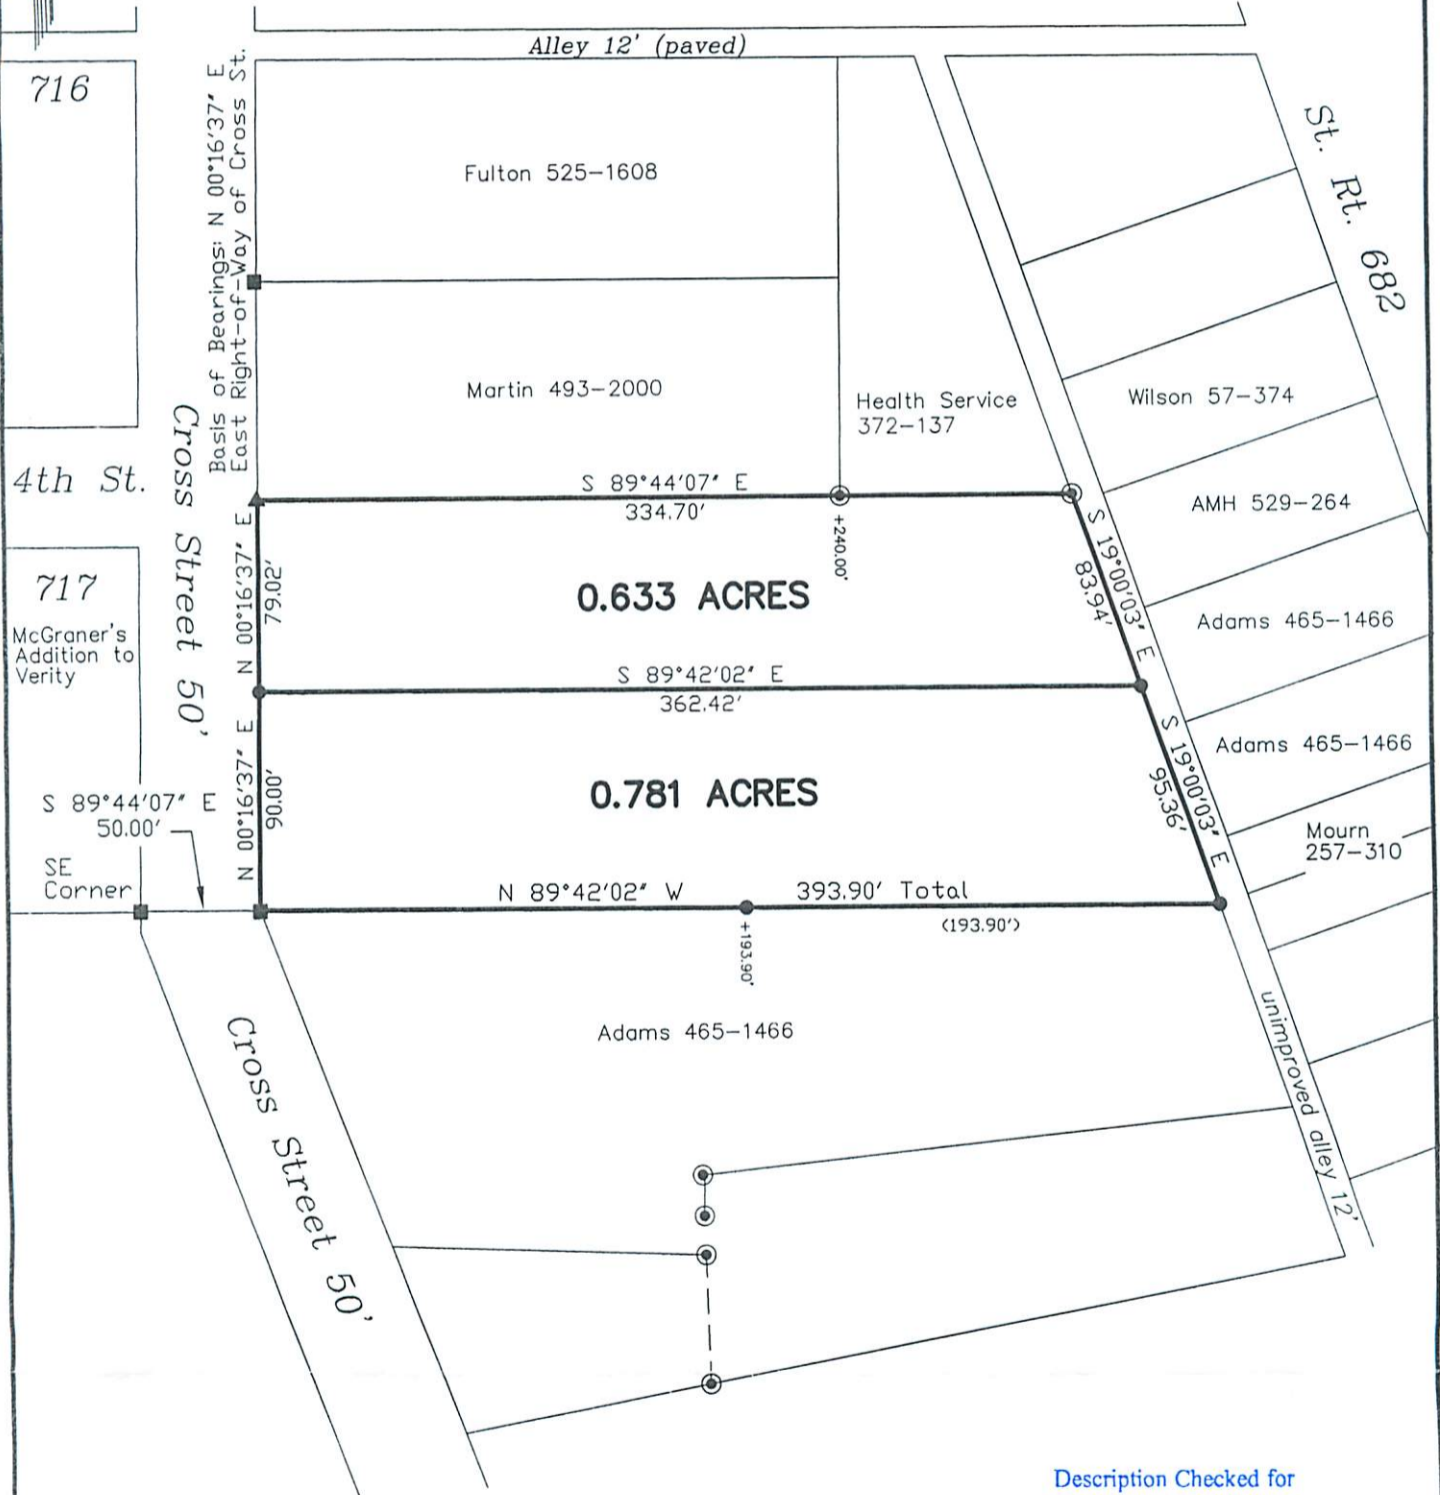 Alley 12' (paved)
716
Basis of Bearings: N 00°16'37" E
East Right-of-Way of Cross St.
Fulton 525-1608
St. Rt. 682
Martin 493-2000
Health Service
372-137
Wilson 57-374
4th St.
Cross Street 50'
S 89°44'07" E
334.70'
+240.00'
AMH 529-264
N 00°16'37" E
79.02'
0.633 ACRES
S 19°00'03" E
83.94'
717
McGraner's
Addition to
Verity
Adams 465-1466
S 89°42'02" E
362.42'
N 00°16'37" E
90.00'
0.781 ACRES
S 19°00'03" E
95.36'
Adams 465-1466
S 89°44'07" E
50.00'
Mourn
257-310
SE
Corner
N 89°42'02" W
393.90' Total
(193.90')
+193.90'
Adams 465-1466
unimproved alley 12'
Cross Street 50'
Description Checked for